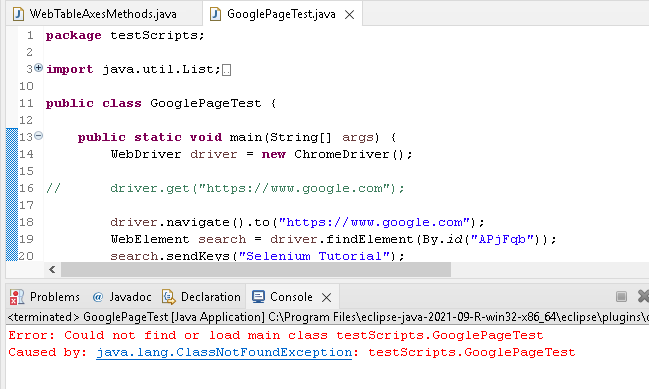 WebTableAxesMethods.java GooglePageTest.java
1 package testScripts;
2
3 import java.util.List;
10
11 public class GooglePageTest {
12
13 public static void main(String[] args) {
14 WebDriver driver = new ChromeDriver();
15
16 // driver.get("https://www.google.com");
17
18 driver.navigate().to("https://www.google.com");
19 WebElement search = driver.findElement(By.id("APjFqb"));
20 search.sendKeys("Selenium Tutorial");
Problems @ Javadoc Declaration Console
<terminated> GooglePageTest [Java Application] C:\Program Files\eclipse-java-2021-09-R-win32-x86_64\eclipse\plugins\
Error: Could not find or load main class testScripts.GooglePageTest
Caused by: java.lang.ClassNotFoundException: testScripts.GooglePageTest